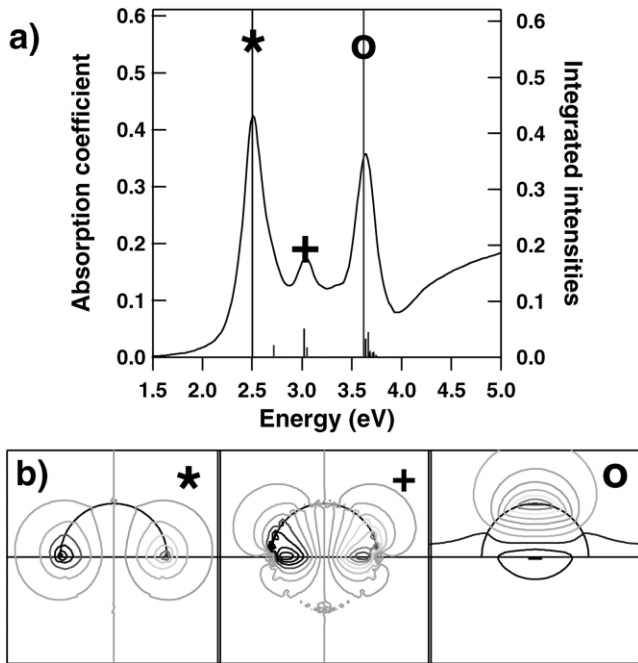 a)
*
o
+
Absorption coefficient
0.6
0.5
0.4
0.3
0.2
0.1
0.0
Integrated intensities
0.6
0.5
0.4
0.3
0.2
0.1
0.0
1.5 2.0 2.5 3.0 3.5 4.0 4.5 5.0
Energy (eV)
b) * + o